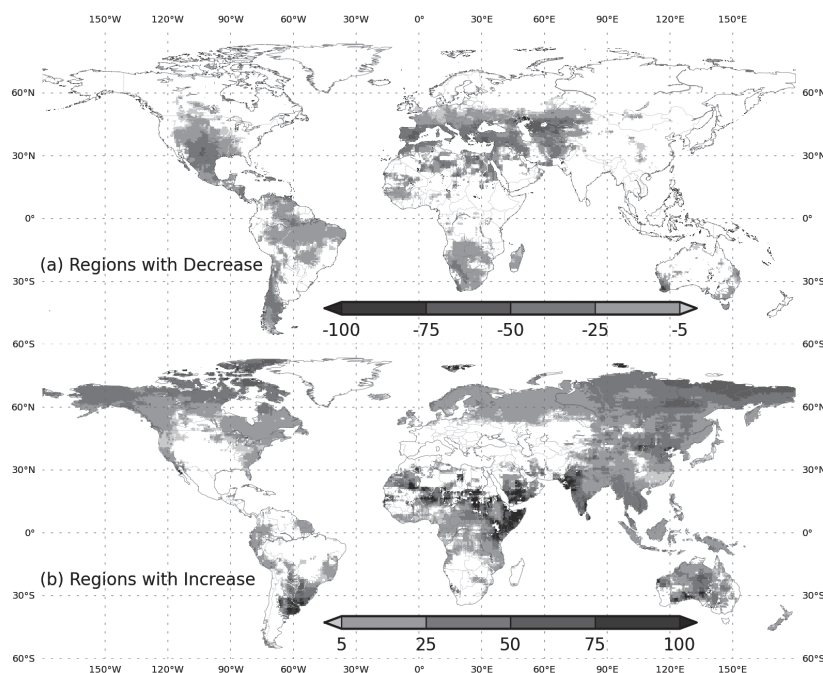 150°W 120°W 90°W 60°W 30°W 0° 30°E 60°E 90°E 120°E 150°E
60°N 60°N
30°N 30°N
0° 0°
(a) Regions with Decrease
30°S 30°S
-100 -75 -50 -25 -5
60°S 60°S
60°N 60°N
30°N 30°N
0° 0°
(b) Regions with Increase
30°S 30°S
5 25 50 75 100
60°S 60°S
150°W 120°W 90°W 60°W 30°W 0° 30°E 60°E 90°E 120°E 150°E